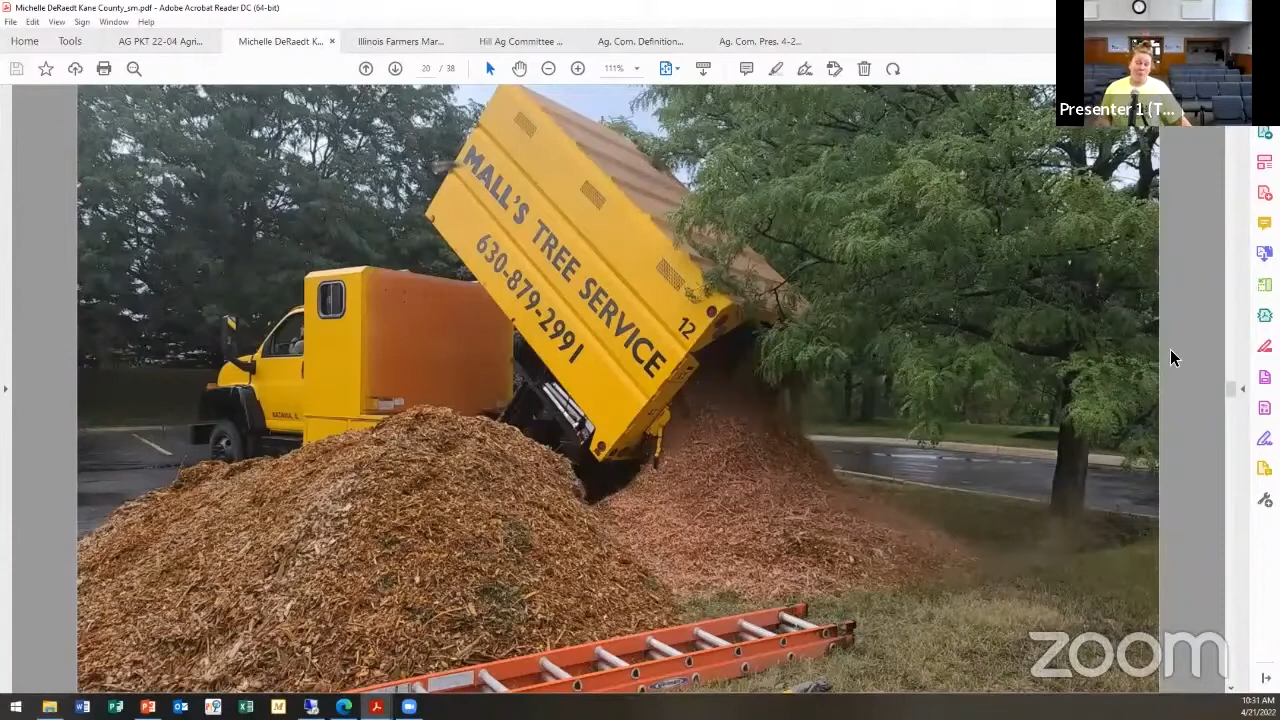 Michelle DeRaedt Kane County_sm.pdf - Adobe Acrobat Reader DC (64-bit)
File Edit View Sign Window Help
Home Tools AG PKT 22-04 Agri... Michelle DeRaedt K... × Illinois Farmers Mar... Hill Ag Committee ... Ag. Com. Definition... Ag. Com. Pres. 4-2...
20 / 38 111%
Presenter 1 (T...
MALL'S TREE SERVICE
630-879-2991
12
BATAVIA, IL
zoom
10:31 AM
4/21/2022